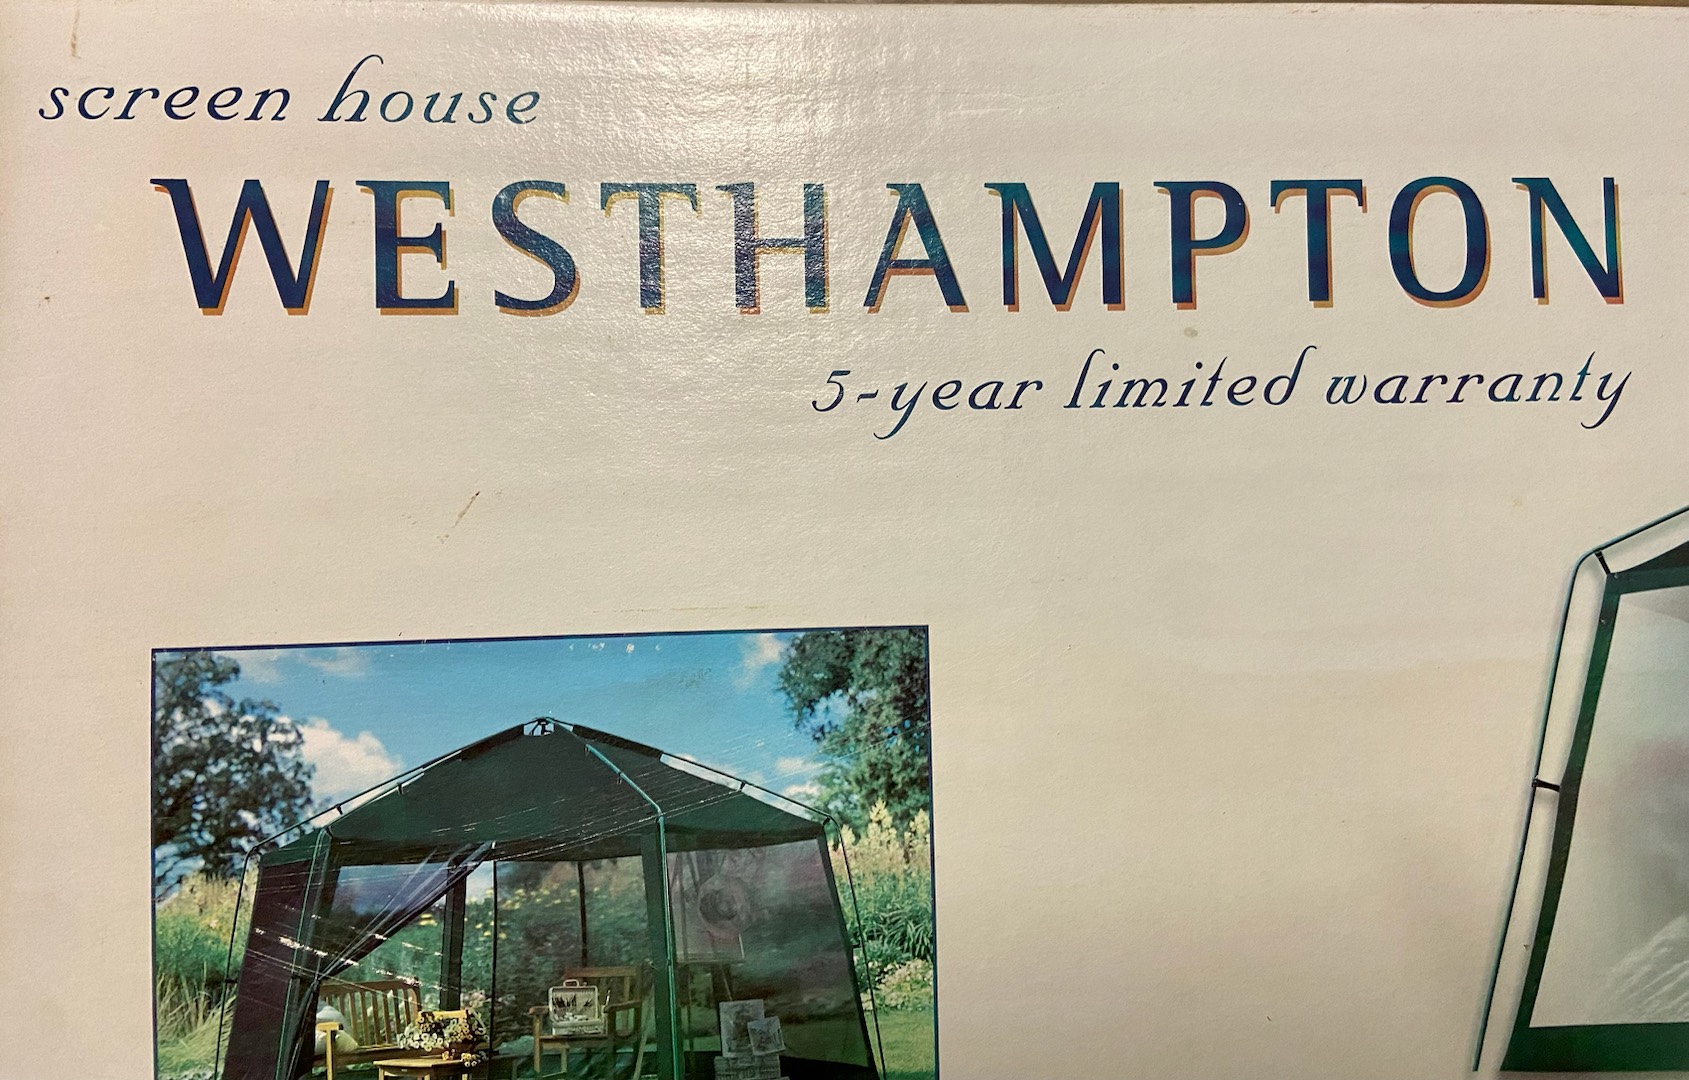 screen house
WESTHAMPTON
5-year limited warranty